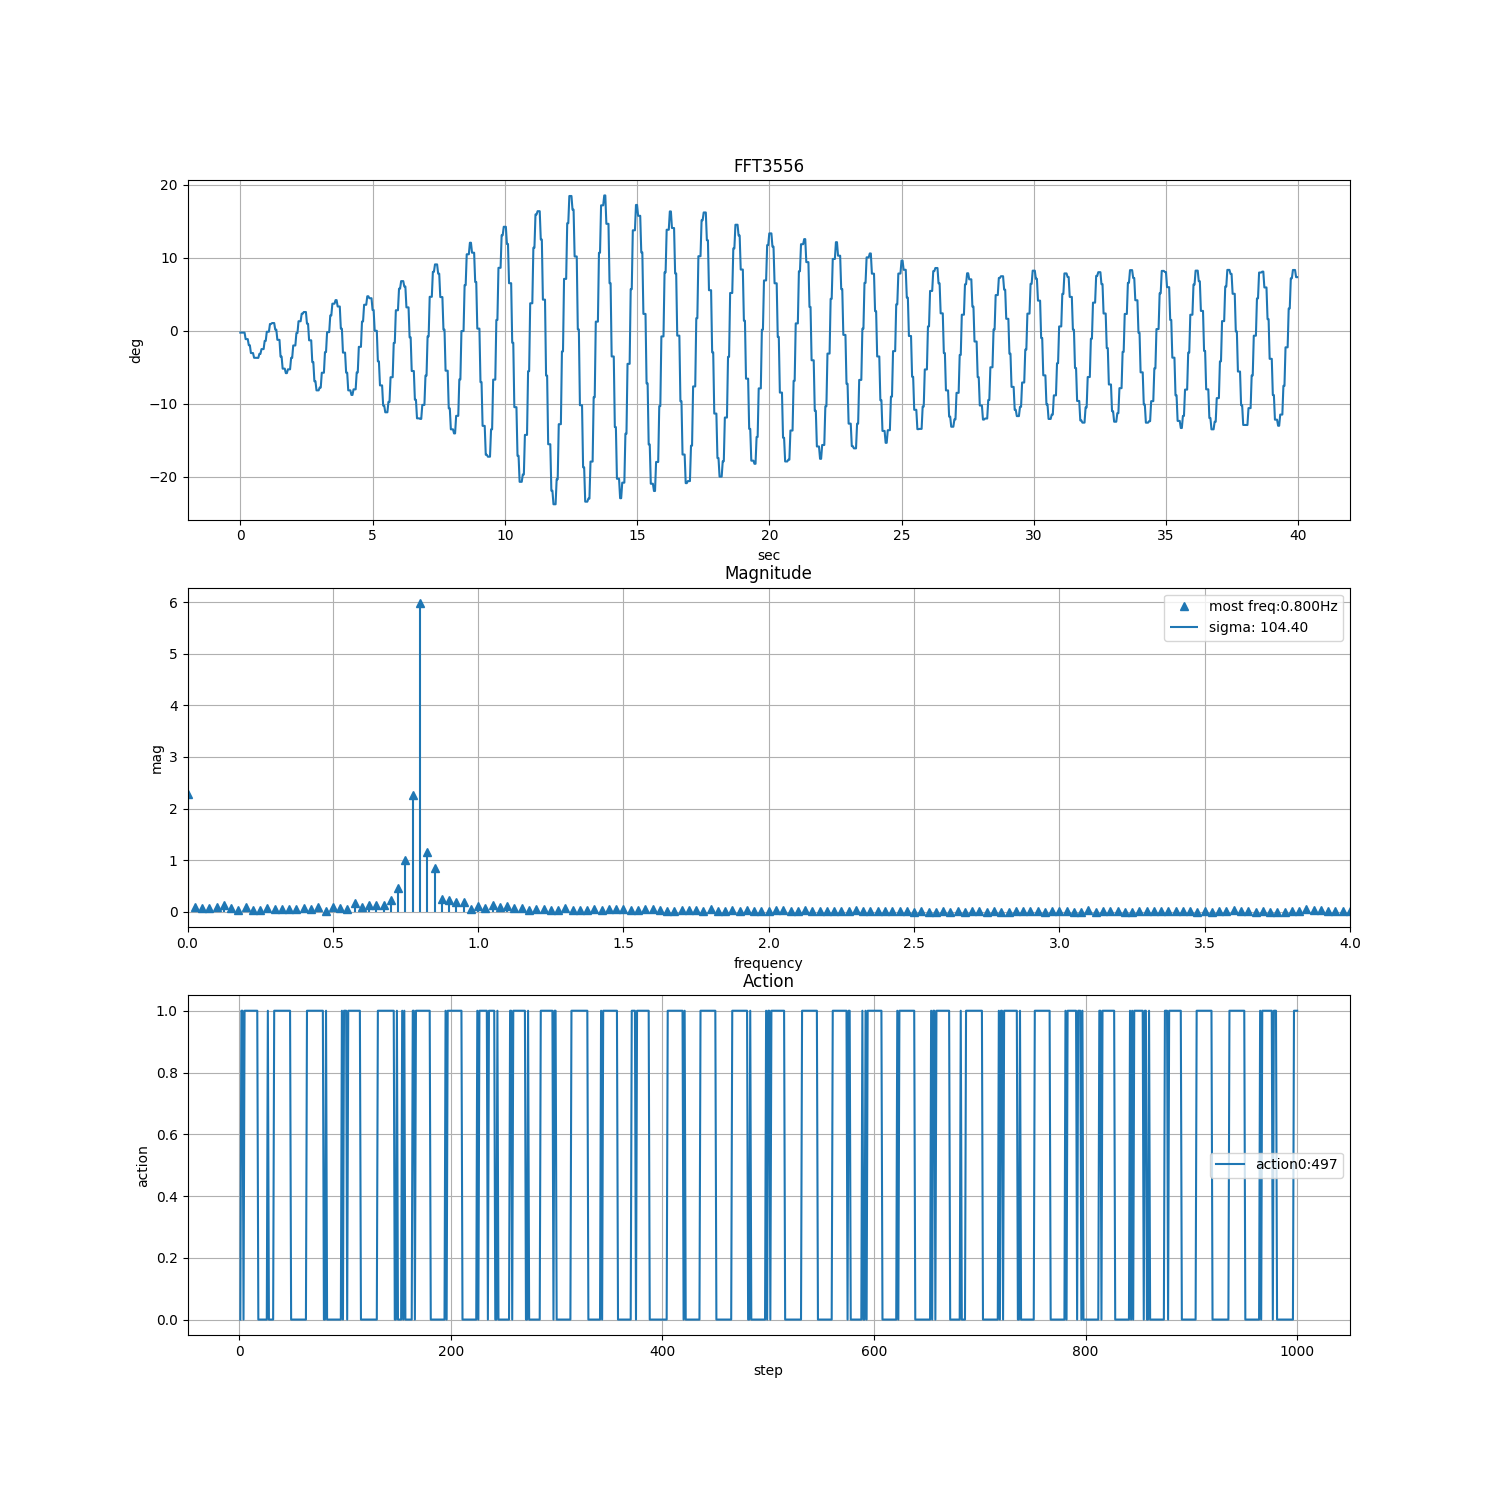 FFT3556
20
10
0
−10
−20
deg
0 5 10 15 20 25 30 35 40
sec
Magnitude
most freq:0.800Hz
sigma: 104.40
6
5
4
3
2
1
0
mag
0.0 0.5 1.0 1.5 2.0 2.5 3.0 3.5 4.0
frequency
Action
1.0
0.8
0.6
0.4
0.2
0.0
action
action0:497
0 200 400 600 800 1000
step